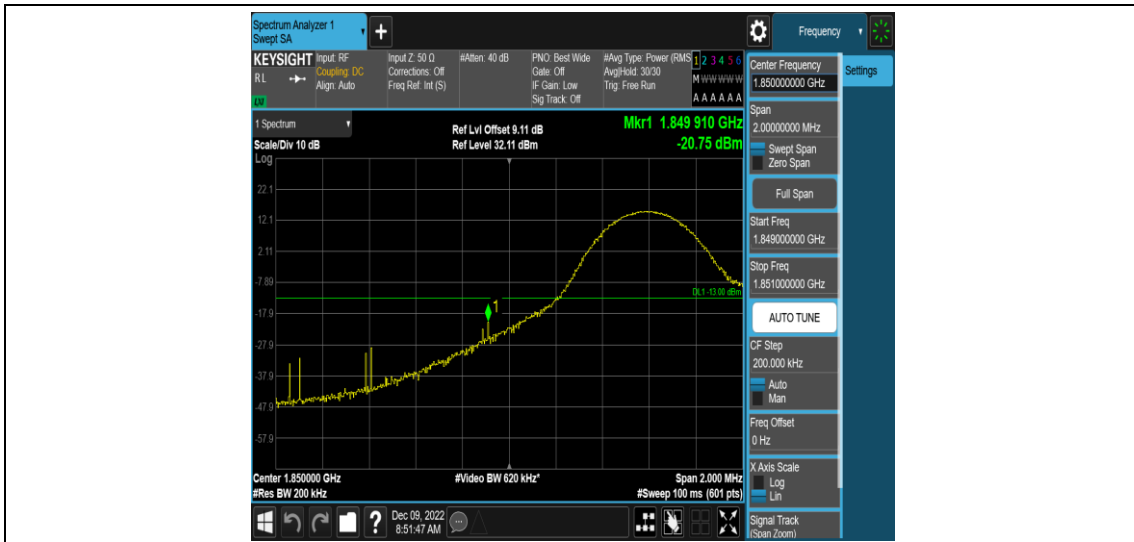 Spectrum Analyzer 1
Swept SA
+
Frequency
KEYSIGHT
RL
LXI
Input: RF
Coupling: DC
Align: Auto
Input Z: 50 Ω
Corrections: Off
Freq Ref: Int (S)
#Atten: 40 dB
PNO: Best Wide
Gate: Off
IF Gain: Low
Sig Track: Off
#Avg Type: Power (RMS
Avg|Hold: 30/30
Trig: Free Run
1 2 3 4 5 6
M W W W W W
A A A A A A
1 Spectrum
Scale/Div 10 dB
Ref Lvl Offset 9.11 dB
Ref Level 32.11 dBm
Mkr1 1.849 910 GHz
-20.75 dBm
Log
22.1
12.1
2.11
-7.89
-17.9
-27.9
-37.9
-47.9
-57.9
DL1 -13.00 dBm
1
Center 1.850000 GHz
#Res BW 200 kHz
#Video BW 620 kHz*
Span 2.000 MHz
#Sweep 100 ms (601 pts)
Center Frequency
1.850000000 GHz
Settings
Span
2.00000000 MHz
Swept Span
Zero Span
Full Span
Start Freq
1.849000000 GHz
Stop Freq
1.851000000 GHz
AUTO TUNE
CF Step
200.000 kHz
Auto
Man
Freq Offset
0 Hz
X Axis Scale
Log
Lin
Signal Track
(Span Zoom)
?
Dec 09, 2022
8:51:47 AM